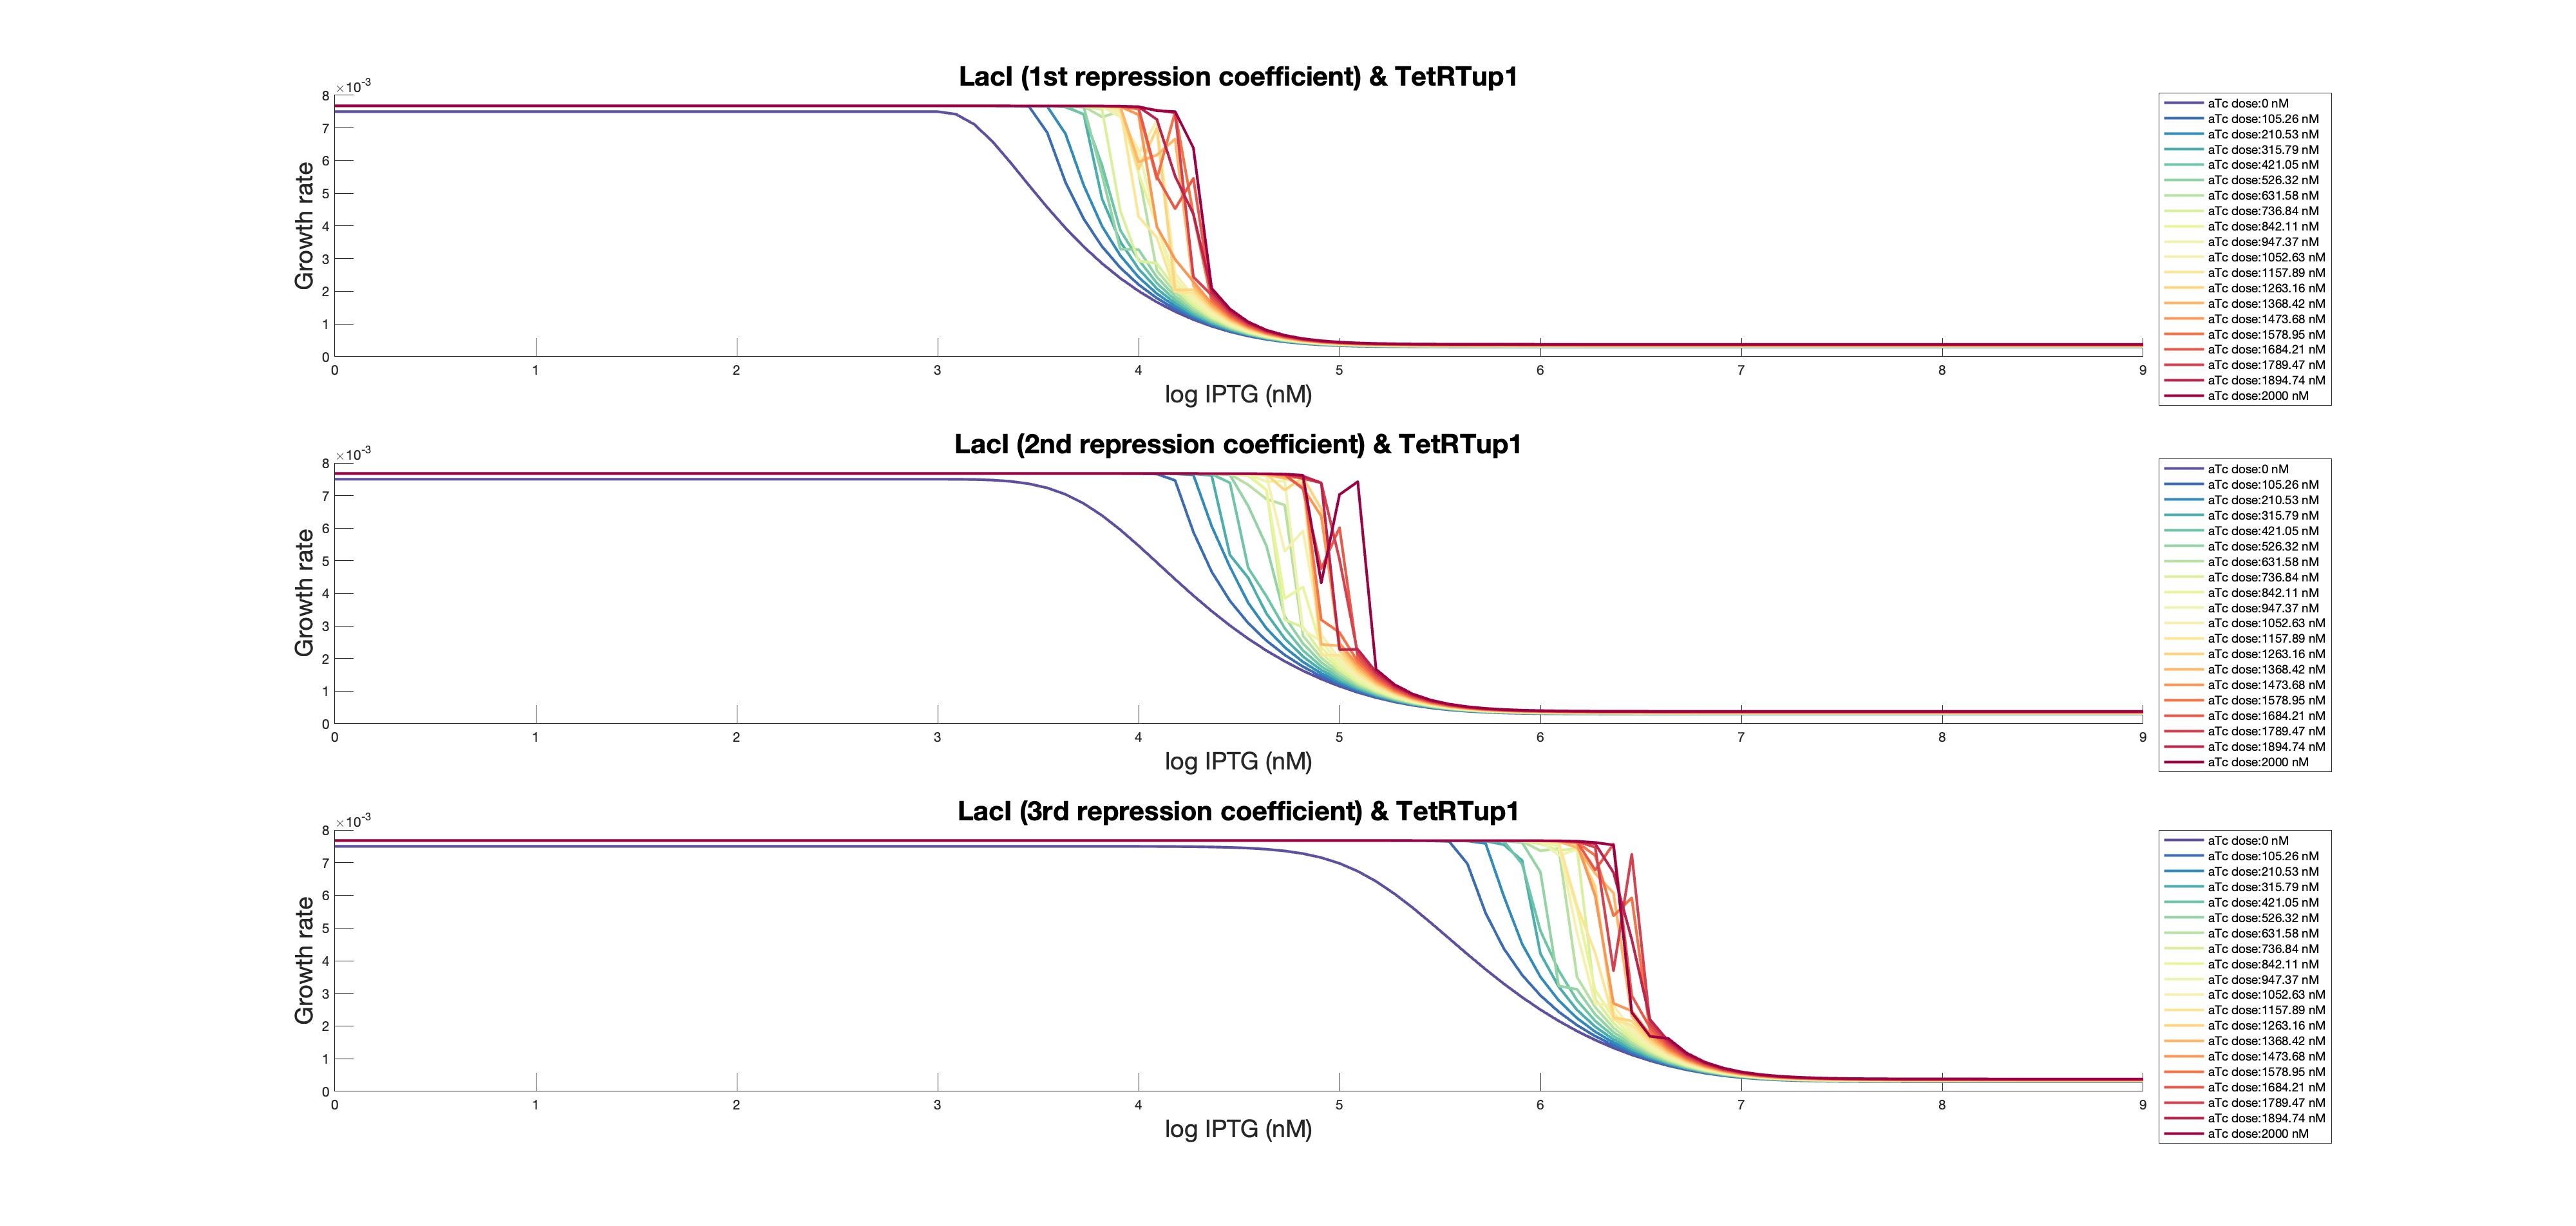 LacI (1st repression coefficient) & TetRTup1
×10-3
8
7
6
5
4
3
2
1
0
Growth rate
0 1 2 3 4 5 6 7 8 9
log IPTG (nM)
aTc dose:0 nM
aTc dose:105.26 nM
aTc dose:210.53 nM
aTc dose:315.79 nM
aTc dose:421.05 nM
aTc dose:526.32 nM
aTc dose:631.58 nM
aTc dose:736.84 nM
aTc dose:842.11 nM
aTc dose:947.37 nM
aTc dose:1052.63 nM
aTc dose:1157.89 nM
aTc dose:1263.16 nM
aTc dose:1368.42 nM
aTc dose:1473.68 nM
aTc dose:1578.95 nM
aTc dose:1684.21 nM
aTc dose:1789.47 nM
aTc dose:1894.74 nM
aTc dose:2000 nM
LacI (2nd repression coefficient) & TetRTup1
×10-3
8
7
6
5
4
3
2
1
0
Growth rate
0 1 2 3 4 5 6 7 8 9
log IPTG (nM)
aTc dose:0 nM
aTc dose:105.26 nM
aTc dose:210.53 nM
aTc dose:315.79 nM
aTc dose:421.05 nM
aTc dose:526.32 nM
aTc dose:631.58 nM
aTc dose:736.84 nM
aTc dose:842.11 nM
aTc dose:947.37 nM
aTc dose:1052.63 nM
aTc dose:1157.89 nM
aTc dose:1263.16 nM
aTc dose:1368.42 nM
aTc dose:1473.68 nM
aTc dose:1578.95 nM
aTc dose:1684.21 nM
aTc dose:1789.47 nM
aTc dose:1894.74 nM
aTc dose:2000 nM
LacI (3rd repression coefficient) & TetRTup1
×10-3
8
7
6
5
4
3
2
1
0
Growth rate
0 1 2 3 4 5 6 7 8 9
log IPTG (nM)
aTc dose:0 nM
aTc dose:105.26 nM
aTc dose:210.53 nM
aTc dose:315.79 nM
aTc dose:421.05 nM
aTc dose:526.32 nM
aTc dose:631.58 nM
aTc dose:736.84 nM
aTc dose:842.11 nM
aTc dose:947.37 nM
aTc dose:1052.63 nM
aTc dose:1157.89 nM
aTc dose:1263.16 nM
aTc dose:1368.42 nM
aTc dose:1473.68 nM
aTc dose:1578.95 nM
aTc dose:1684.21 nM
aTc dose:1789.47 nM
aTc dose:1894.74 nM
aTc dose:2000 nM